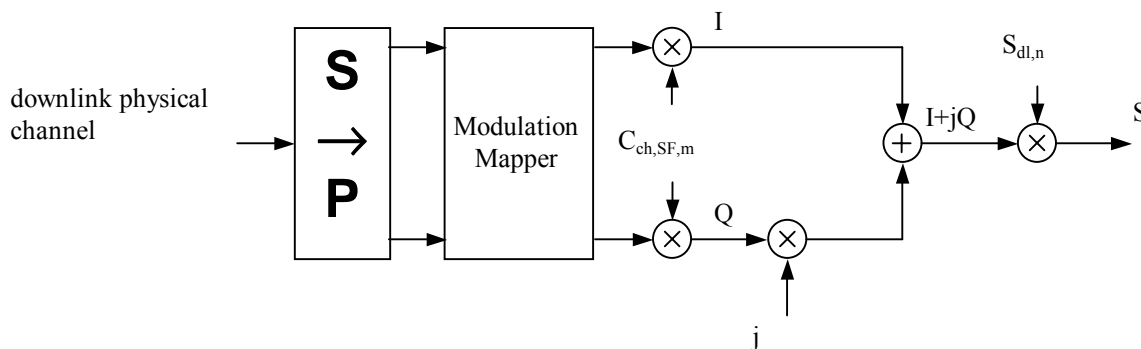 downlink physical
channel
S
→
P
Modulation
Mapper
I
C_ch,SF,m
Q
j
I+jQ
S_dl,n
S